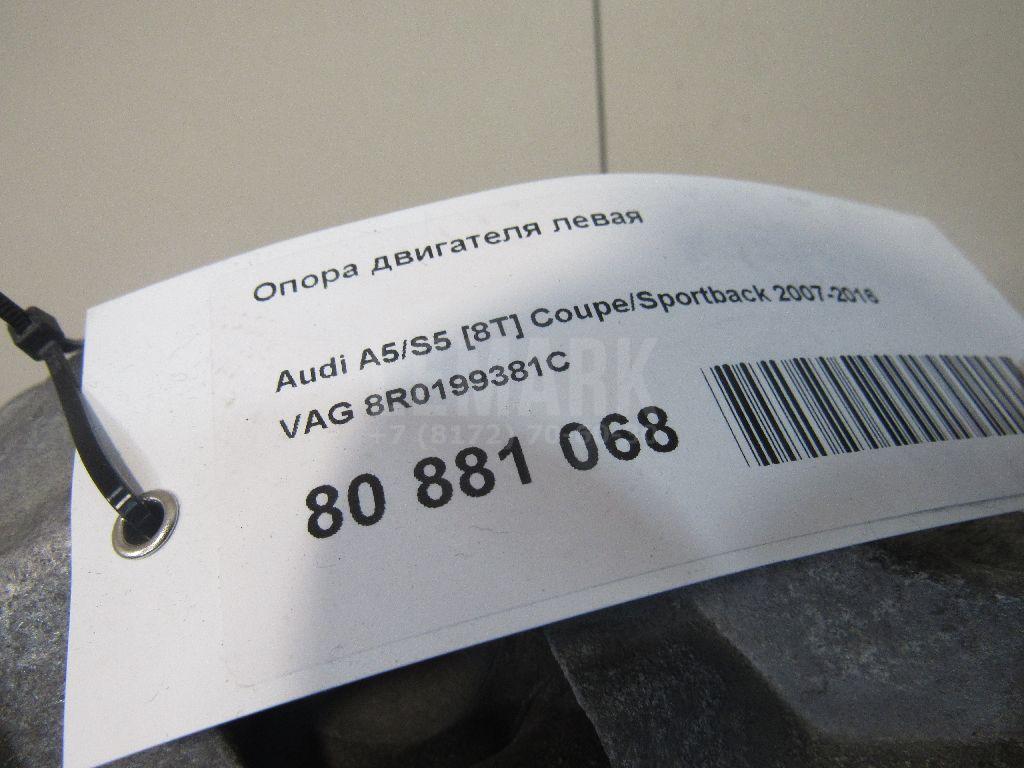 Опора двигателя левая
Audi A5/S5 [8T] Coupe/Sportback 2007-2016
VAG 8R0199381C
80 881 068